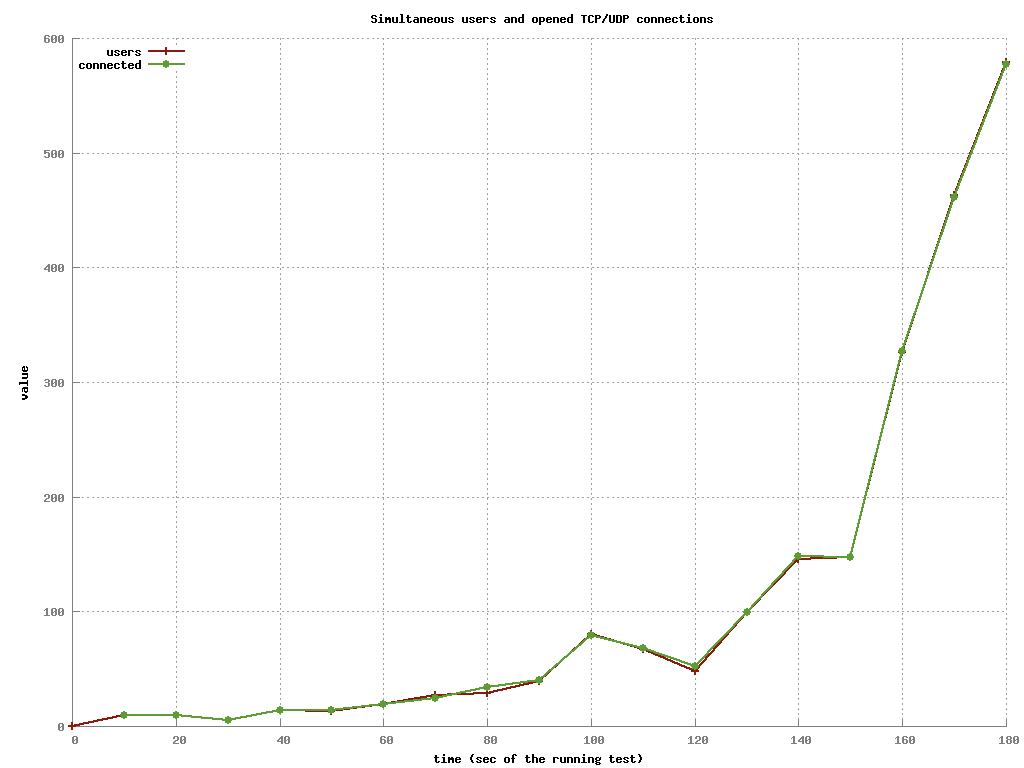 Simultaneous users and opened TCP/UDP connections
600
users
connected
500
400
300
value
200
100
0
0 20 40 60 80 100 120 140 160 180
time (sec of the running test)